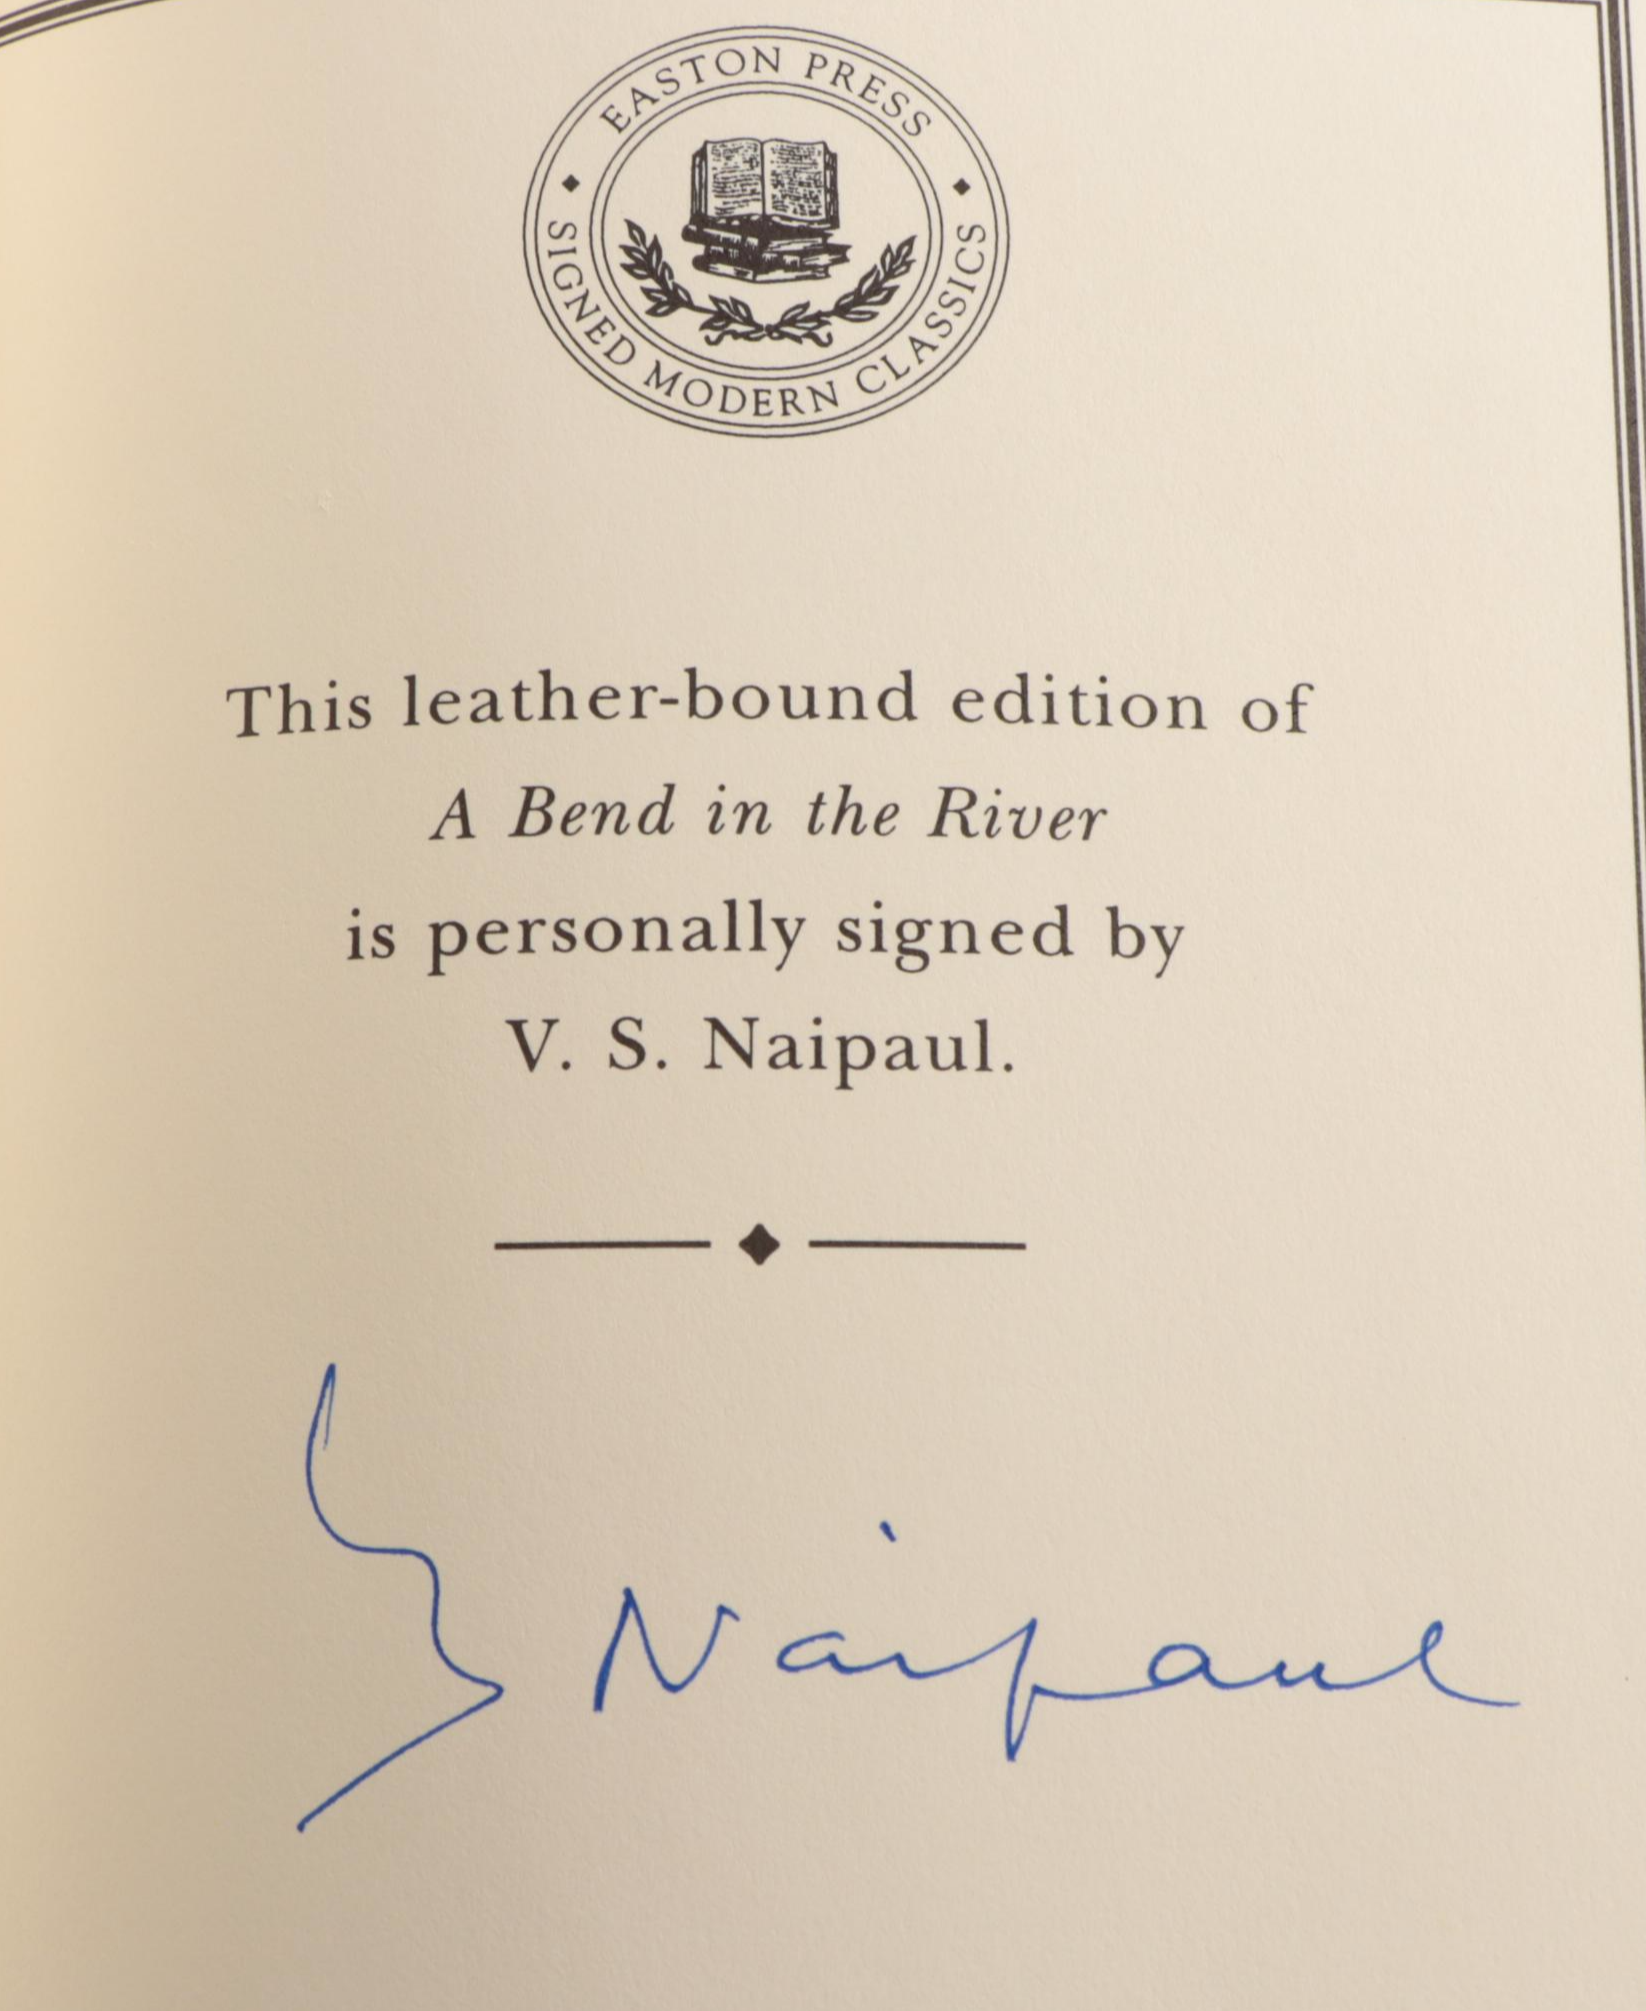 EASTON PRESS
SIGNED MODERN CLASSICS
This leather-bound edition of
A Bend in the River
is personally signed by
V. S. Naipaul.
Naipaul